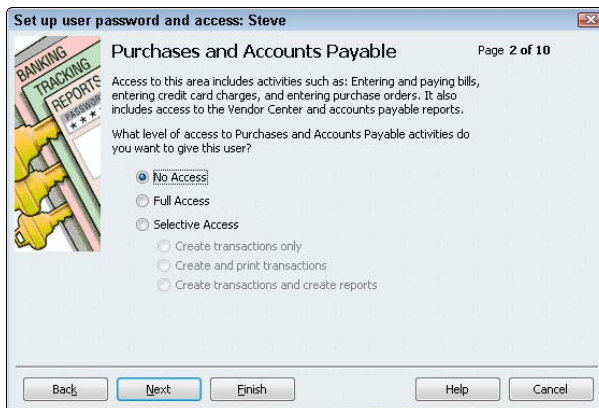 Set up user password and access: Steve
BANKING
TRACKING
REPORTS
PASSWORD
****
Purchases and Accounts Payable
Page 2 of 10
Access to this area includes activities such as: Entering and paying bills,
entering credit card charges, and entering purchase orders. It also
includes access to the Vendor Center and accounts payable reports.
What level of access to Purchases and Accounts Payable activities do
you want to give this user?
No Access
Full Access
Selective Access
Create transactions only
Create and print transactions
Create transactions and create reports
Back
Next
Finish
Help
Cancel